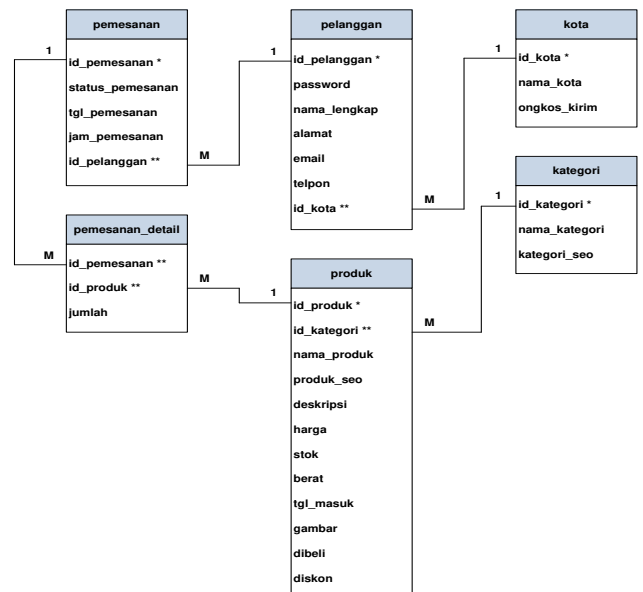 pemesanan
1
id_pemesanan *
status_pemesanan
tgl_pemesanan
jam_pemesanan
id_pelanggan **
M
pelanggan
1
id_pelanggan *
password
nama_lengkap
alamat
email
telpon
id_kota **
M
kota
1
id_kota *
nama_kota
ongkos_kirim
kategori
1
id_kategori *
nama_kategori
kategori_seo
pemesanan_detail
M
id_pemesanan **
id_produk **
jumlah
M
produk
1
id_produk *
id_kategori **
M
nama_produk
produk_seo
deskripsi
harga
stok
berat
tgl_masuk
gambar
dibeli
diskon